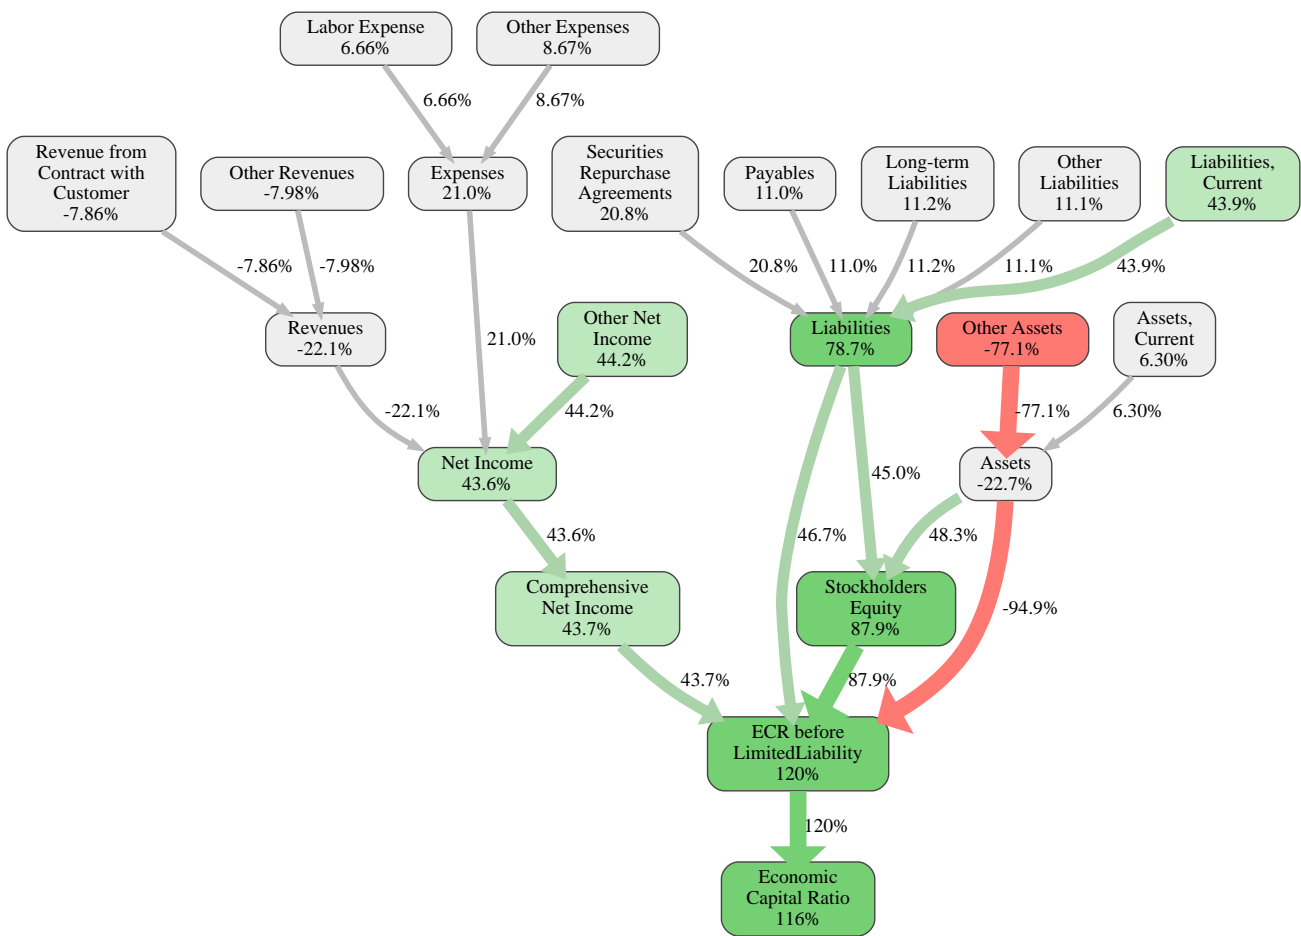 Labor Expense
6.66%
Other Expenses
8.67%
6.66%
8.67%
Revenue from
Contract with
Customer
-7.86%
Other Revenues
-7.98%
Expenses
21.0%
Securities
Repurchase
Agreements
20.8%
Payables
11.0%
Long-term
Liabilities
11.2%
Other
Liabilities
11.1%
Liabilities,
Current
43.9%
-7.86%
-7.98%
20.8%
11.0%
11.2%
11.1%
43.9%
Revenues
-22.1%
21.0%
Other Net
Income
44.2%
Liabilities
78.7%
Other Assets
-77.1%
Assets,
Current
6.30%
-22.1%
44.2%
-77.1%
6.30%
Net Income
43.6%
45.0%
Assets
-22.7%
43.6%
46.7%
48.3%
Comprehensive
Net Income
43.7%
Stockholders
Equity
87.9%
-94.9%
43.7%
87.9%
ECR before
LimitedLiability
120%
120%
Economic
Capital Ratio
116%